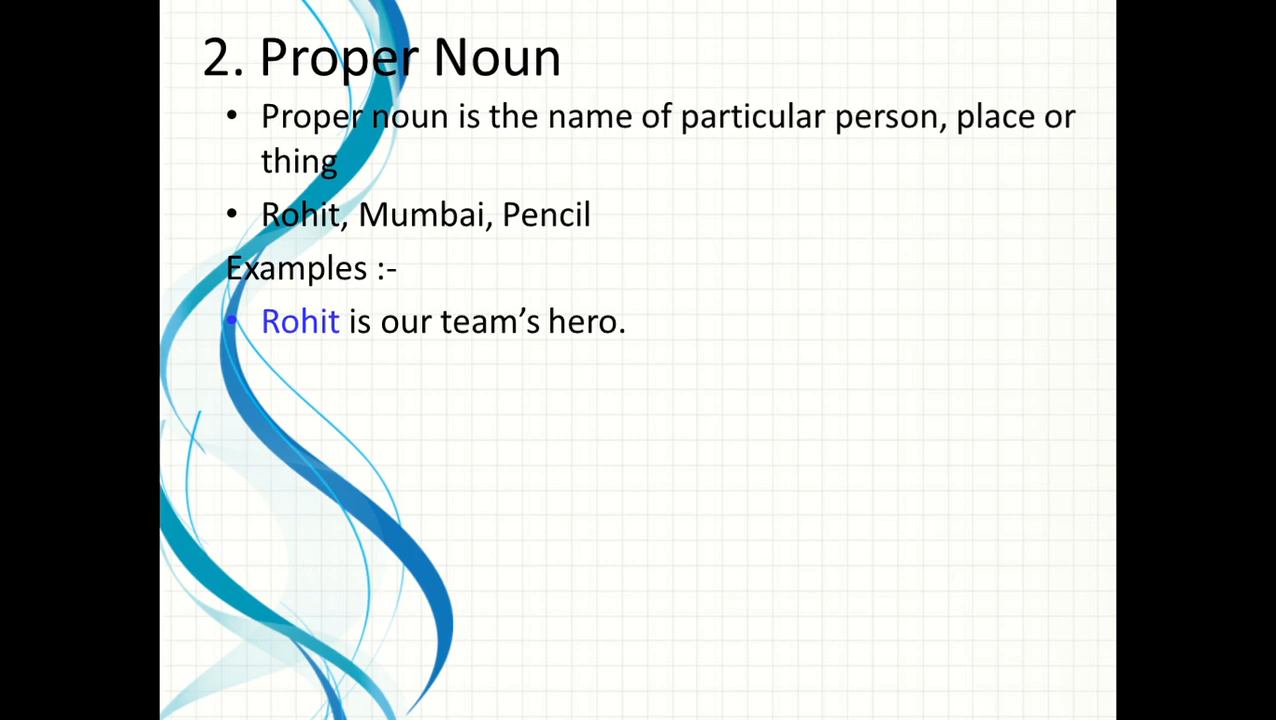 2. Proper Noun
• Proper noun is the name of particular person, place or
thing
• Rohit, Mumbai, Pencil
Examples :-
• Rohit is our team’s hero.